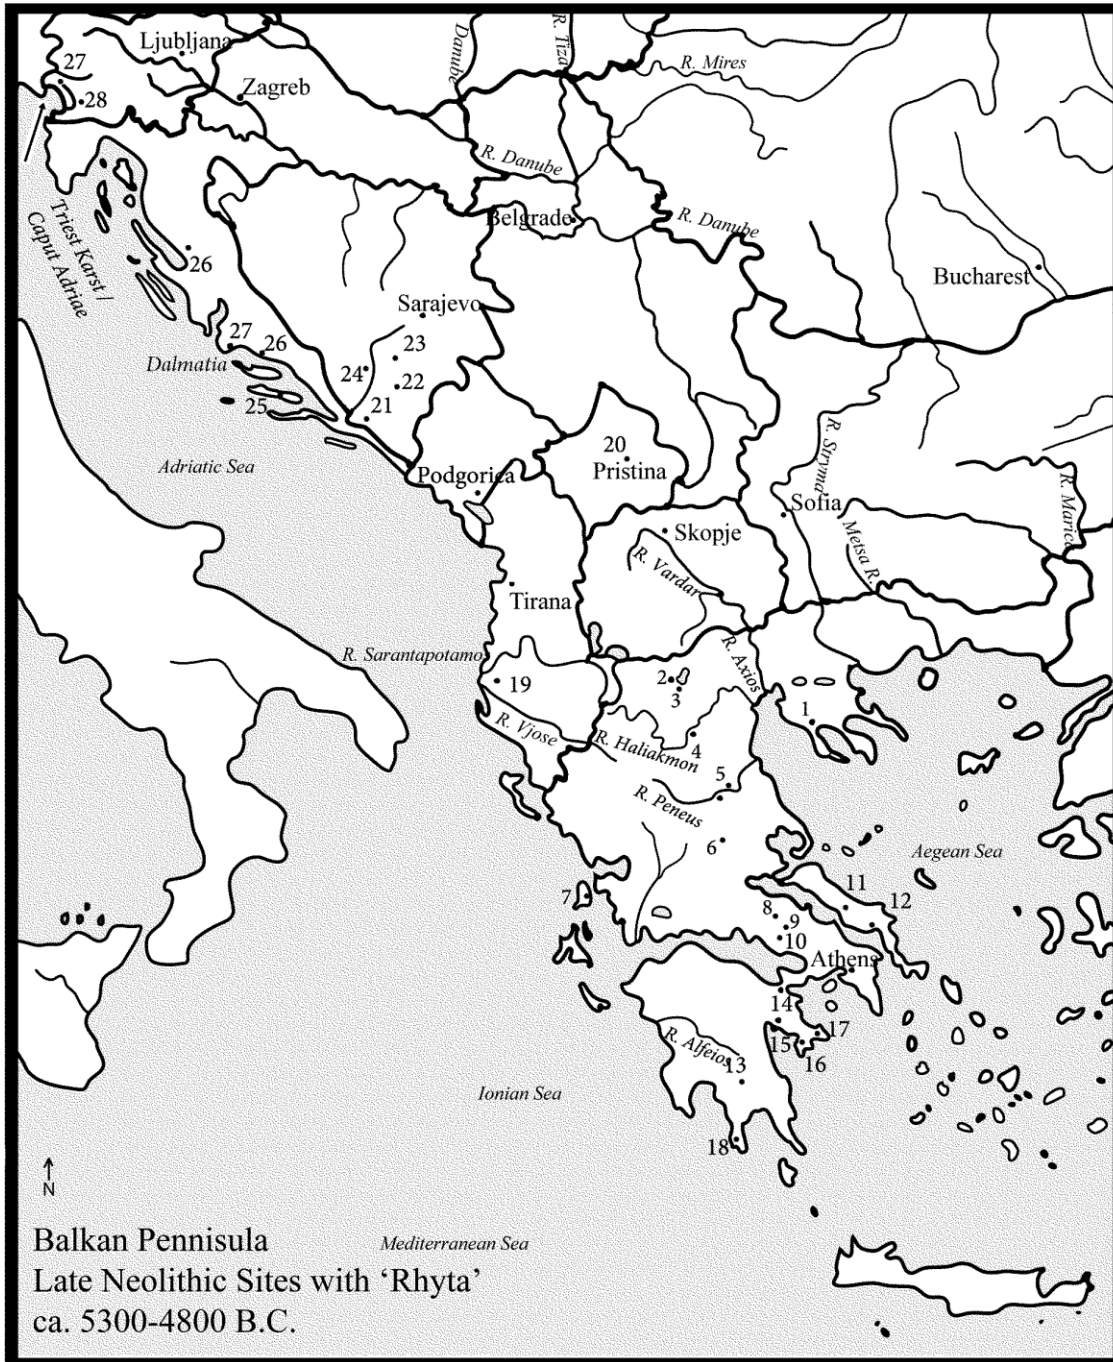 Ljubljana
27
28
Zagreb
Danube
R. Tiza
R. Mires
R. Danube
Belgrade
R. Danube
Bucharest
Triest Karst /
Caput Adriae
26
Sarajevo
27
26
23
24
22
Dalmatia
25
21
Adriatic Sea
Podgorica
20
Pristina
R. Stryma
Sofia
Metsa R.
R. Marica
Skopje
R. Vardar
Tirana
R. Sarantapotamos
19
R. Vjose
R. Axios
2
3
1
R. Haliakmon
4
5
R. Peneus
6
Aegean Sea
7
11
12
8
9
10
Athens
14
17
15
16
R. Alfeios
13
Ionian Sea
18
N
Balkan Pennisula
Late Neolithic Sites with ‘Rhyta’
ca. 5300-4800 B.C.
Mediterranean Sea